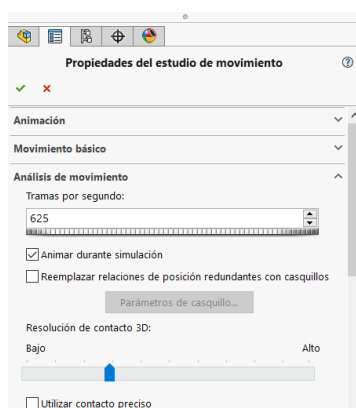 Propiedades del estudio de movimiento
Animación
Movimiento básico
Análisis de movimiento
Tramas por segundo:
625
Animar durante simulación
Reemplazar relaciones de posición redundantes con casquillos
Parámetros de casquillo...
Resolución de contacto 3D:
Bajo Alto
Utilizar contacto preciso